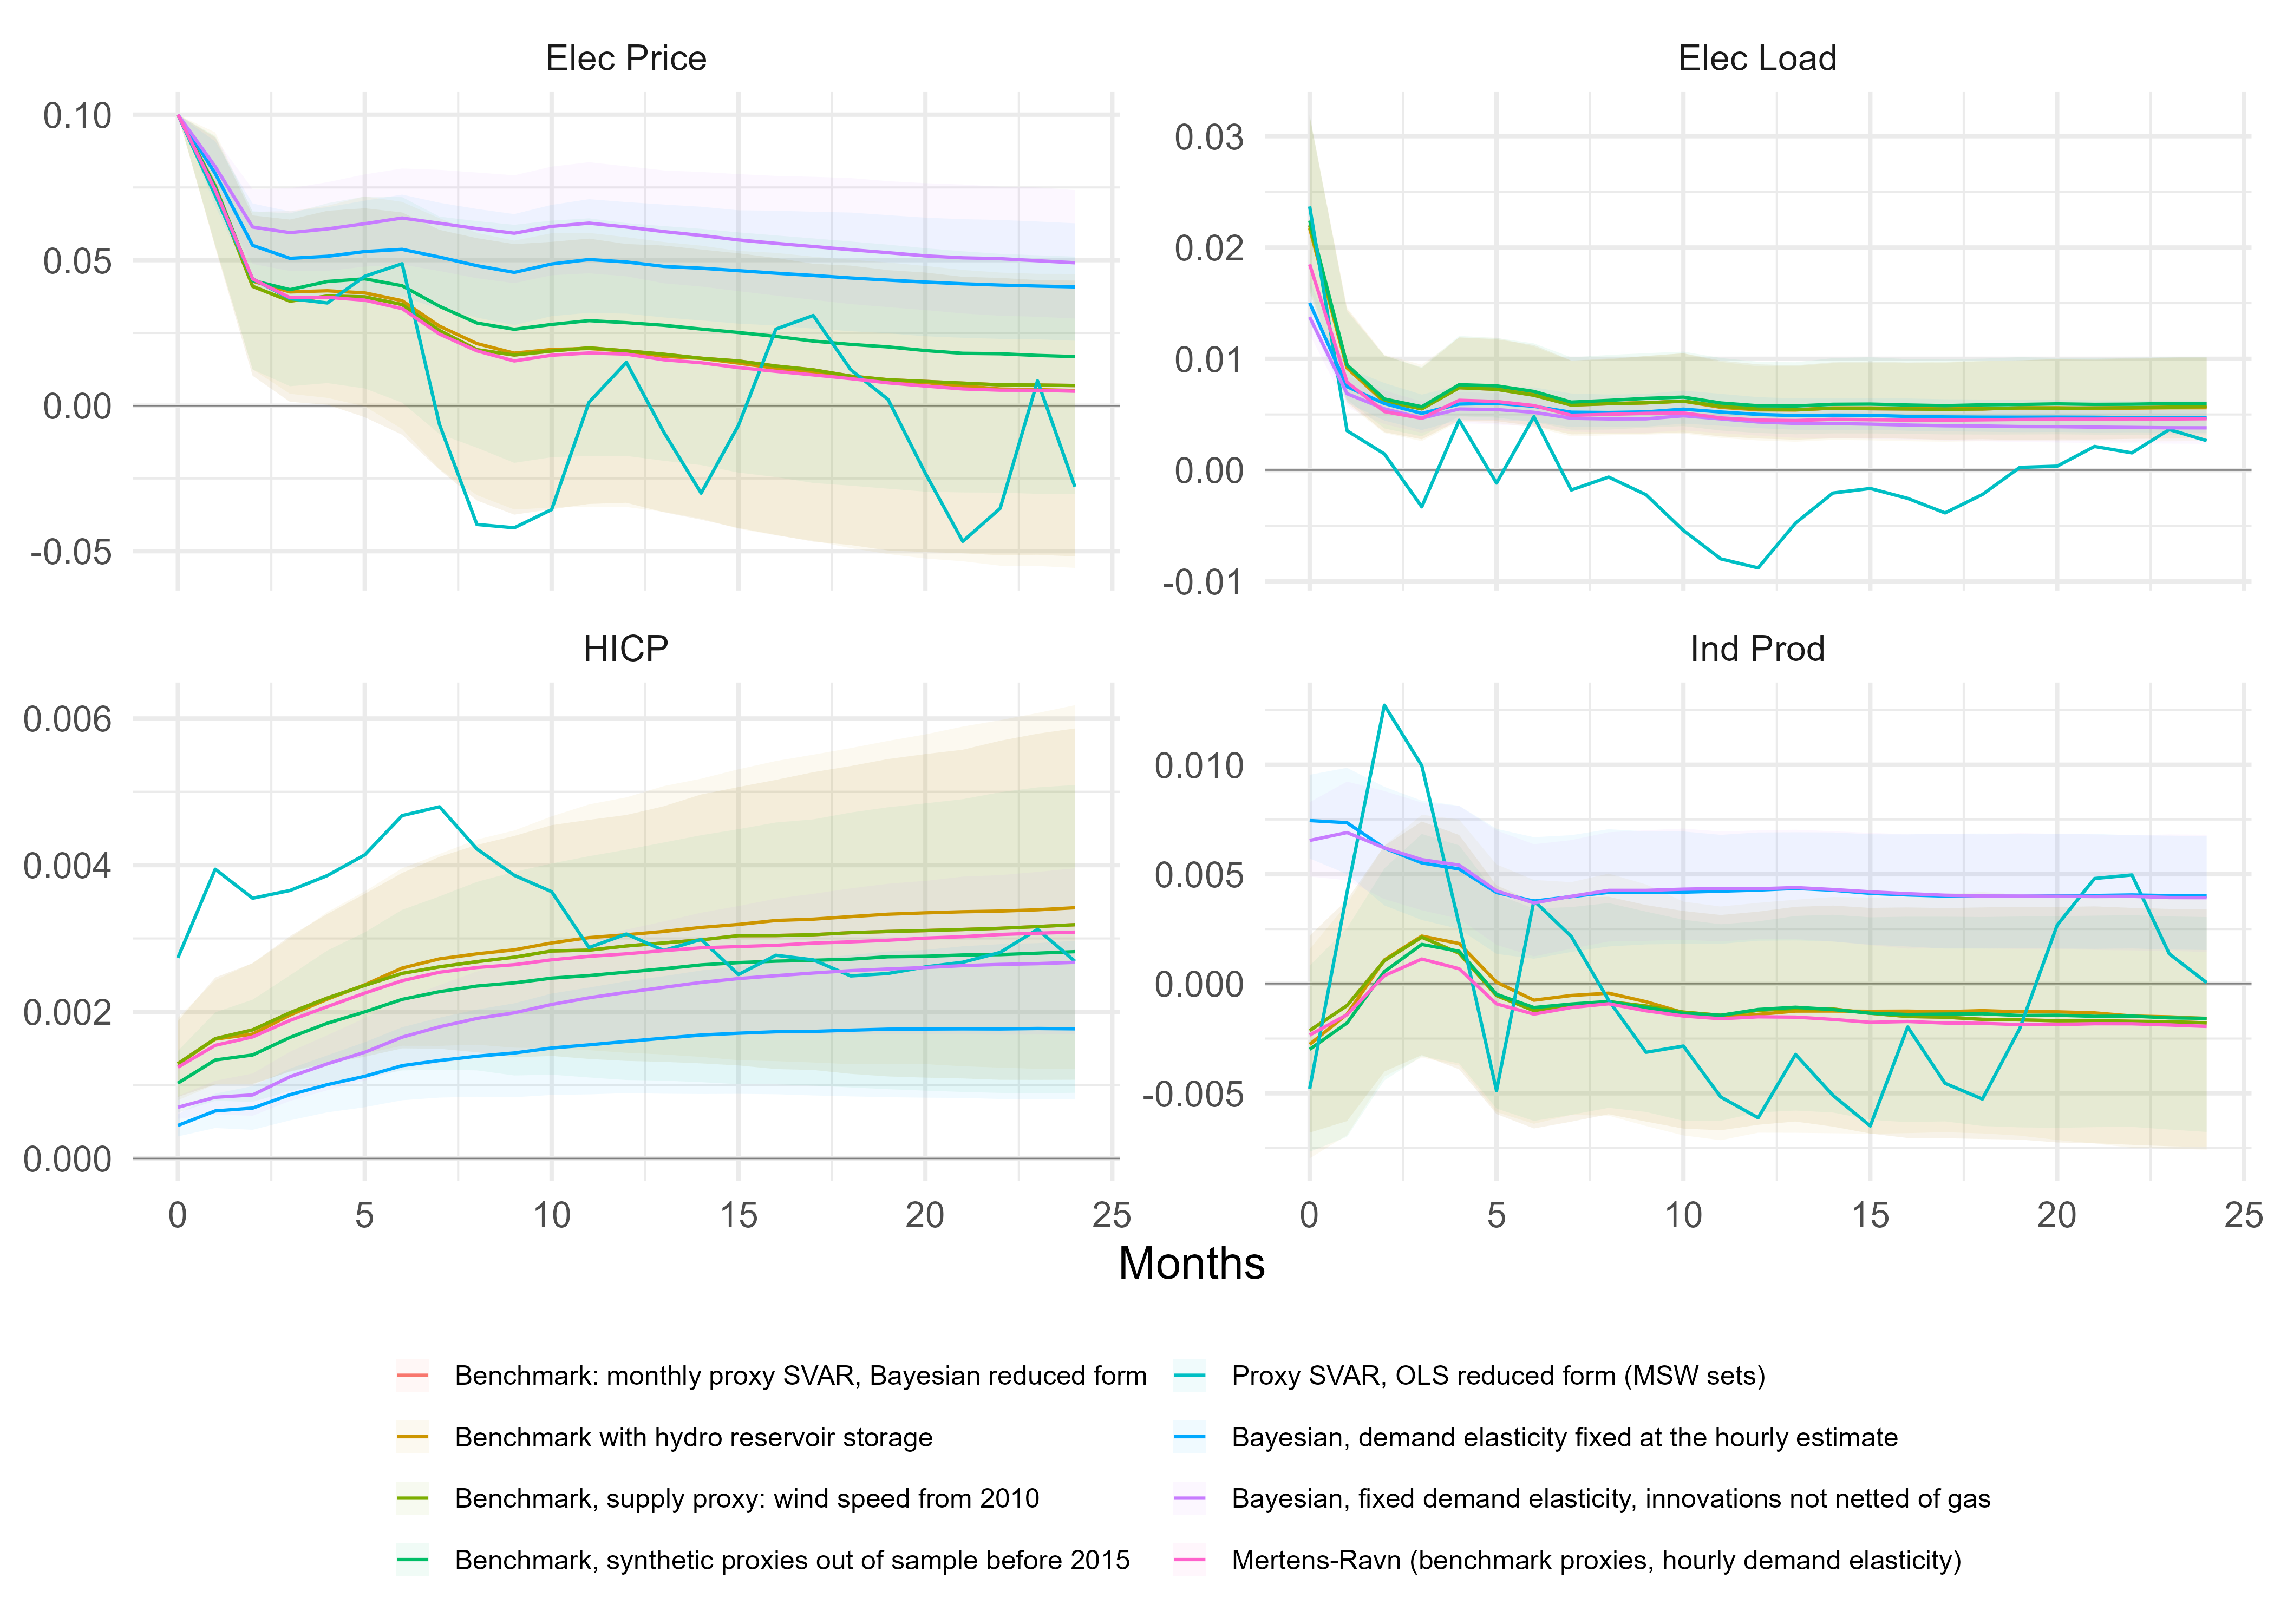 Elec Price
Elec Load
0.10
0.05
0.00
-0.05
0.03
0.02
0.01
0.00
-0.01
HICP
Ind Prod
0.006
0.004
0.002
0.000
0.010
0.005
0.000
-0.005
0 5 10 15 20 25
0 5 10 15 20 25
Months
Benchmark: monthly proxy SVAR, Bayesian reduced form
Benchmark with hydro reservoir storage
Benchmark, supply proxy: wind speed from 2010
Benchmark, synthetic proxies out of sample before 2015
Proxy SVAR, OLS reduced form (MSW sets)
Bayesian, demand elasticity fixed at the hourly estimate
Bayesian, fixed demand elasticity, innovations not netted of gas
Mertens-Ravn (benchmark proxies, hourly demand elasticity)